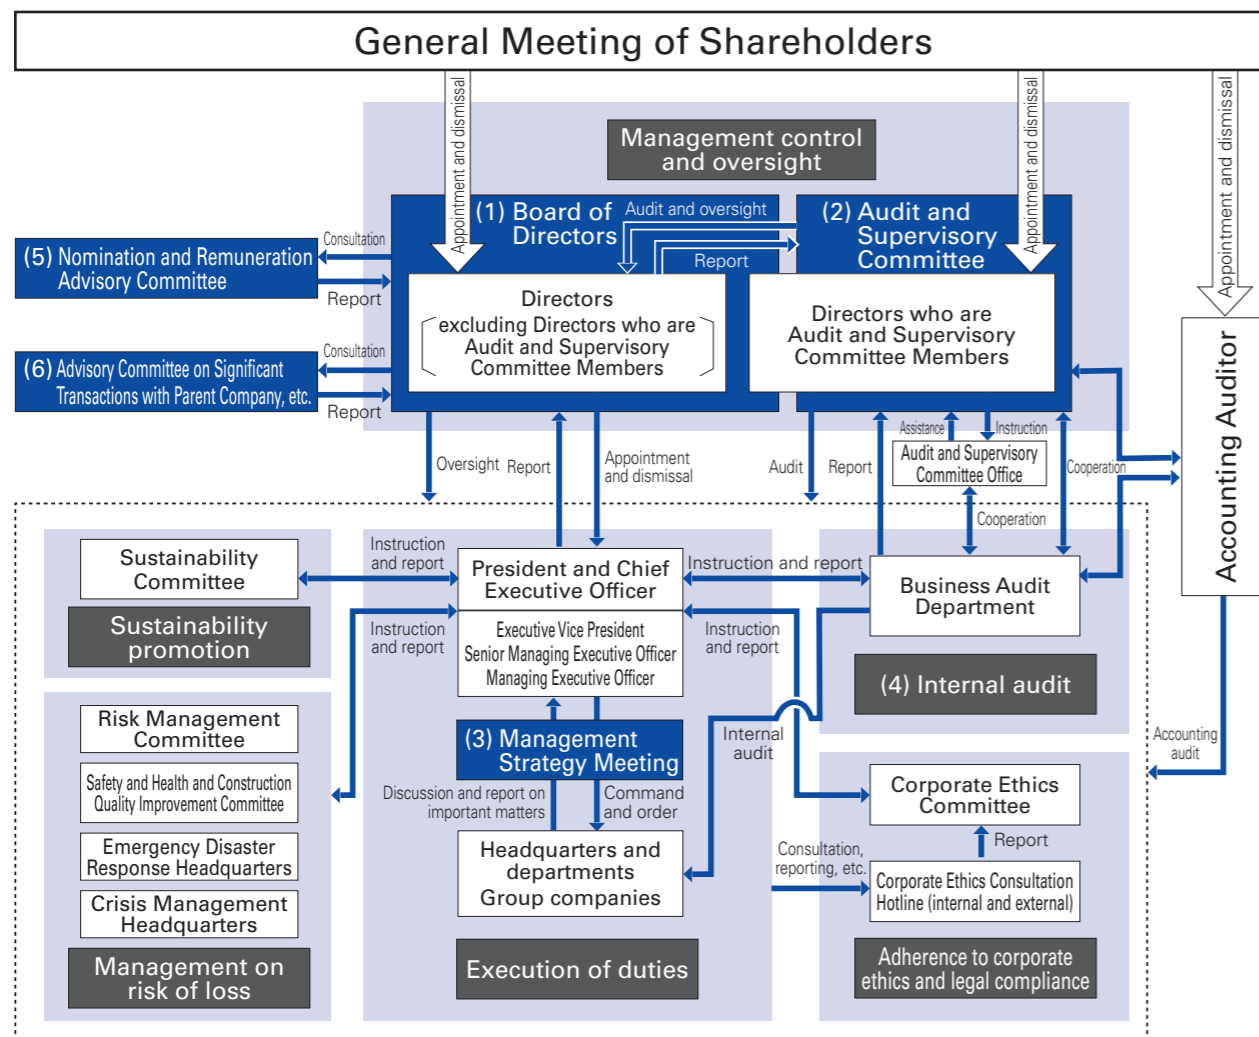 General Meeting of Shareholders
Appointment and dismissal
Appointment and dismissal
Appointment and dismissal
Management control
and oversight
(1) Board of
Directors
Audit and oversight
Report
(2) Audit and
Supervisory
Committee
(5) Nomination and Remuneration
Advisory Committee
Consultation
Report
Directors
excluding Directors who are
Audit and Supervisory
Committee Members
Directors who are
Audit and Supervisory
Committee Members
(6) Advisory Committee on Significant
Transactions with Parent Company, etc.
Consultation
Report
Accounting Auditor
Oversight
Report
Appointment
and dismissal
Audit
Report
Assistance
Instruction
Audit and Supervisory
Committee Office
Cooperation
Cooperation
Sustainability
Committee
Sustainability
promotion
Instruction
and report
Instruction
and report
President and Chief
Executive Officer
Executive Vice President
Senior Managing Executive Officer
Managing Executive Officer
Instruction and report
Instruction
and report
Business Audit
Department
(4) Internal audit
Risk Management
Committee
Safety and Health and Construction
Quality Improvement Committee
Emergency Disaster
Response Headquarters
Crisis Management
Headquarters
Management on
risk of loss
(3) Management
Strategy Meeting
Internal
audit
Discussion and report on
important matters
Command
and order
Headquarters and
departments
Group companies
Execution of duties
Accounting
audit
Corporate Ethics
Committee
Report
Consultation,
reporting, etc.
Corporate Ethics Consultation
Hotline (internal and external)
Adherence to corporate
ethics and legal compliance